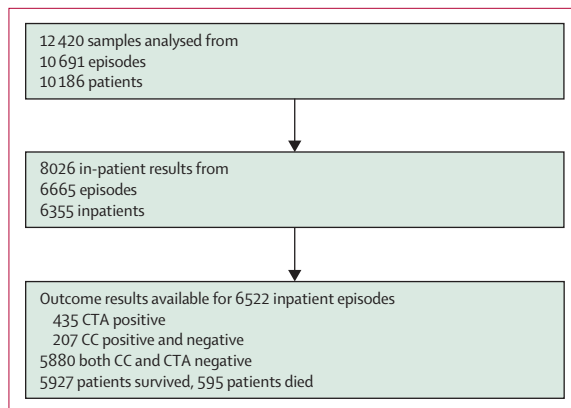 12 420 samples analysed from
10 691 episodes
10 186 patients
8026 in-patient results from
6665 episodes
6355 inpatients
Outcome results available for 6522 inpatient episodes
435 CTA positive
207 CC positive and negative
5880 both CC and CTA negative
5927 patients survived, 595 patients died